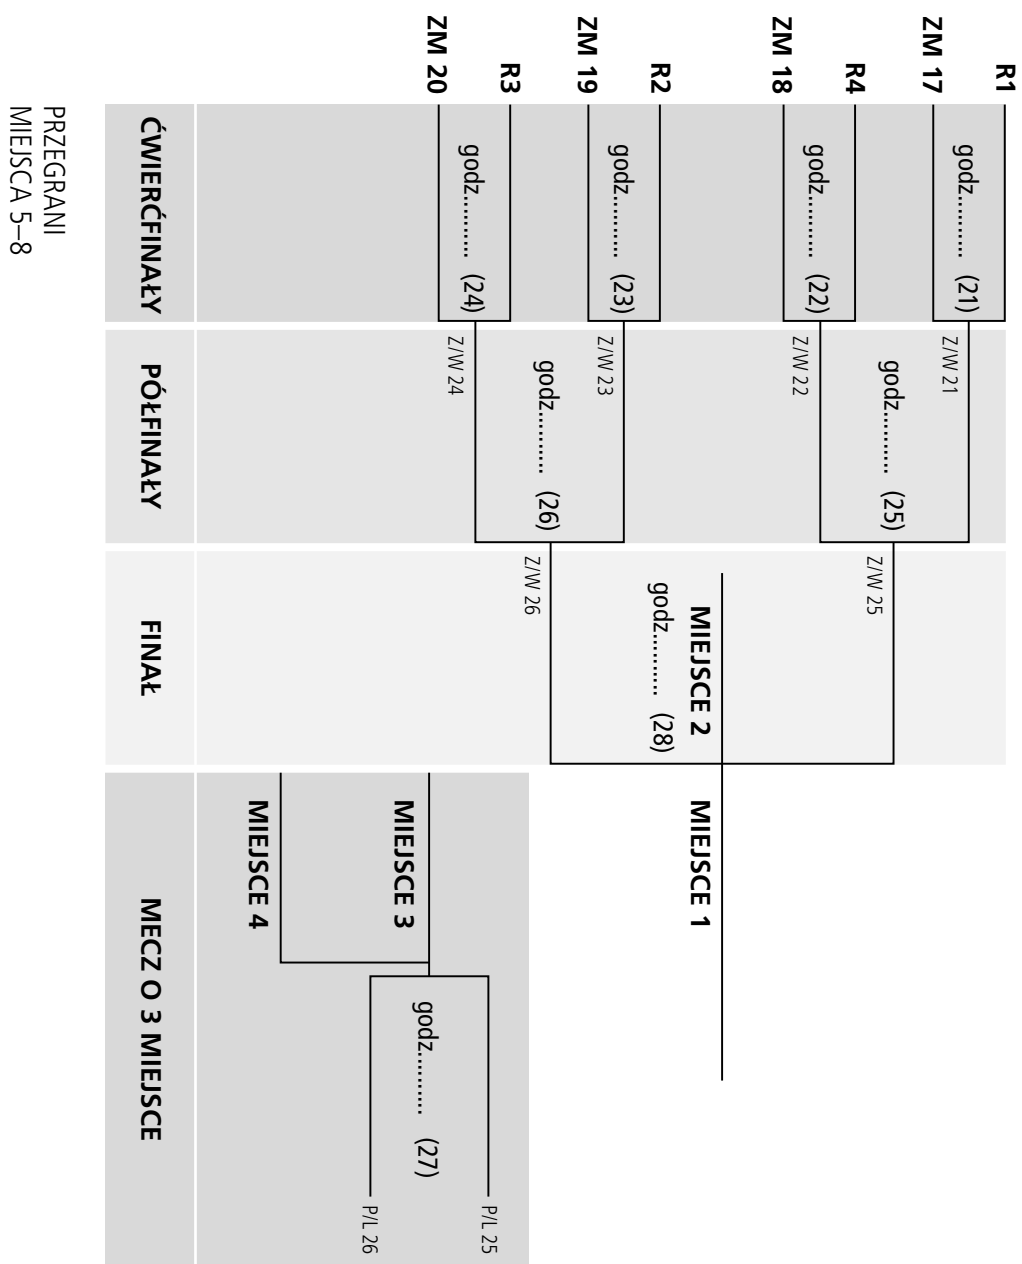 R1
godz........... (21)
Z/W 21
ZM 17
godz........... (25)
Z/W 25
R4
godz........... (22)
Z/W 22
ZM 18
MIEJSCE 2
MIEJSCE 1
R2
godz........... (28)
godz........... (23)
Z/W 23
ZM 19
godz........... (26)
Z/W 26
R3
P/L 25
godz........... (24)
Z/W 24
ZM 20
godz........... (27)
MIEJSCE 3
P/L 26
MIEJSCE 4
ĆWIERĆFINAŁY
PÓŁFINAŁY
FINAŁ
MECZ O 3 MIEJSCE
PRZEGRANI
MIEJSCA 5–8